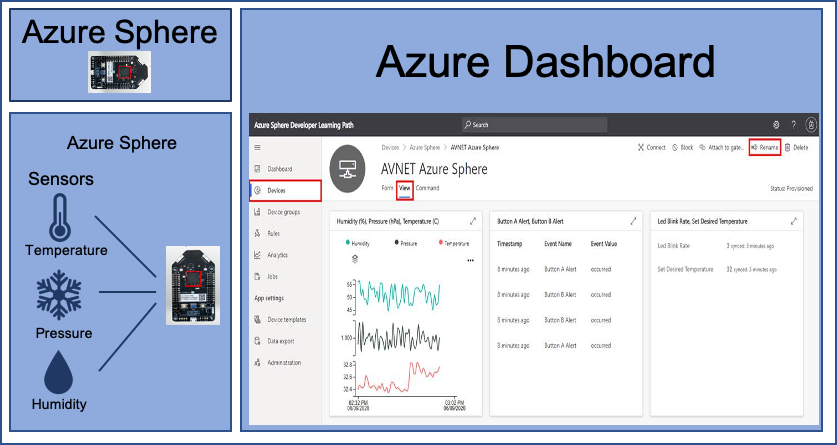 Azure Sphere
Azure Sphere
Sensors
Temperature
Pressure
Humidity
Azure Dashboard
Azure Sphere Developer Learning Path
Search
?
Dashboard
Devices
Device groups
Rules
Analytics
Jobs
App settings
Device templates
Data export
Administration
Devices > Azure Sphere > AVNET Azure Sphere
Connect Block Attach to gate... Rename Delete
AVNET Azure Sphere
Form View Command
Status: Provisioned
Humidity (%), Pressure (hPa), Temperature (C)
Humidity Pressure Temperature
...
55
45
1 000
32.8
32.6
32.4
02:32 PM 03:02 PM
06/09/2020 06/09/2020
Button A Alert, Button B Alert
Timestamp Event Name Event Value
8 minutes ago Button A Alert occurred
8 minutes ago Button B Alert occurred
8 minutes ago Button B Alert occurred
8 minutes ago Button A Alert occurred
Led Blink Rate, Set Desired Temperature
Led Blink Rate 3 synced: 3 minutes ago
Set Desired Temperature 32 synced: 3 minutes ago